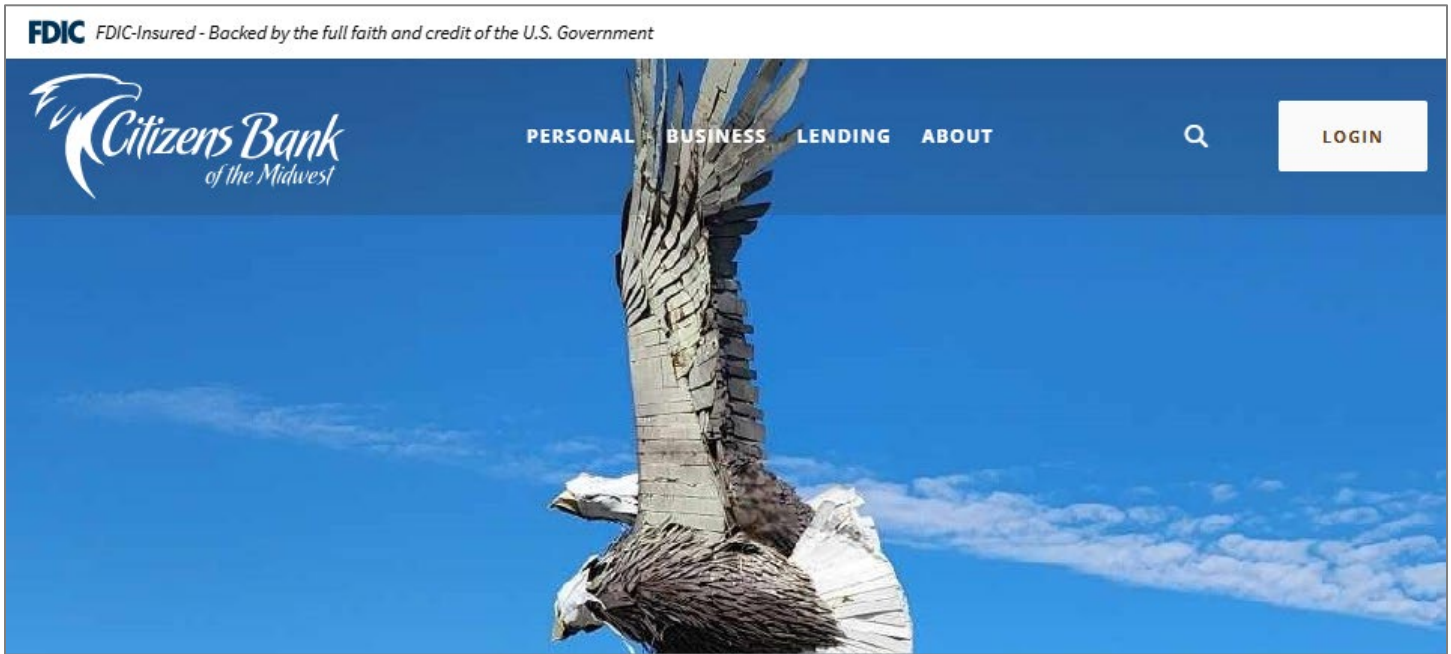 FDIC FDIC-Insured - Backed by the full faith and credit of the U.S. Government
Citizens Bank
of the Midwest
PERSONAL BUSINESS LENDING ABOUT
LOGIN